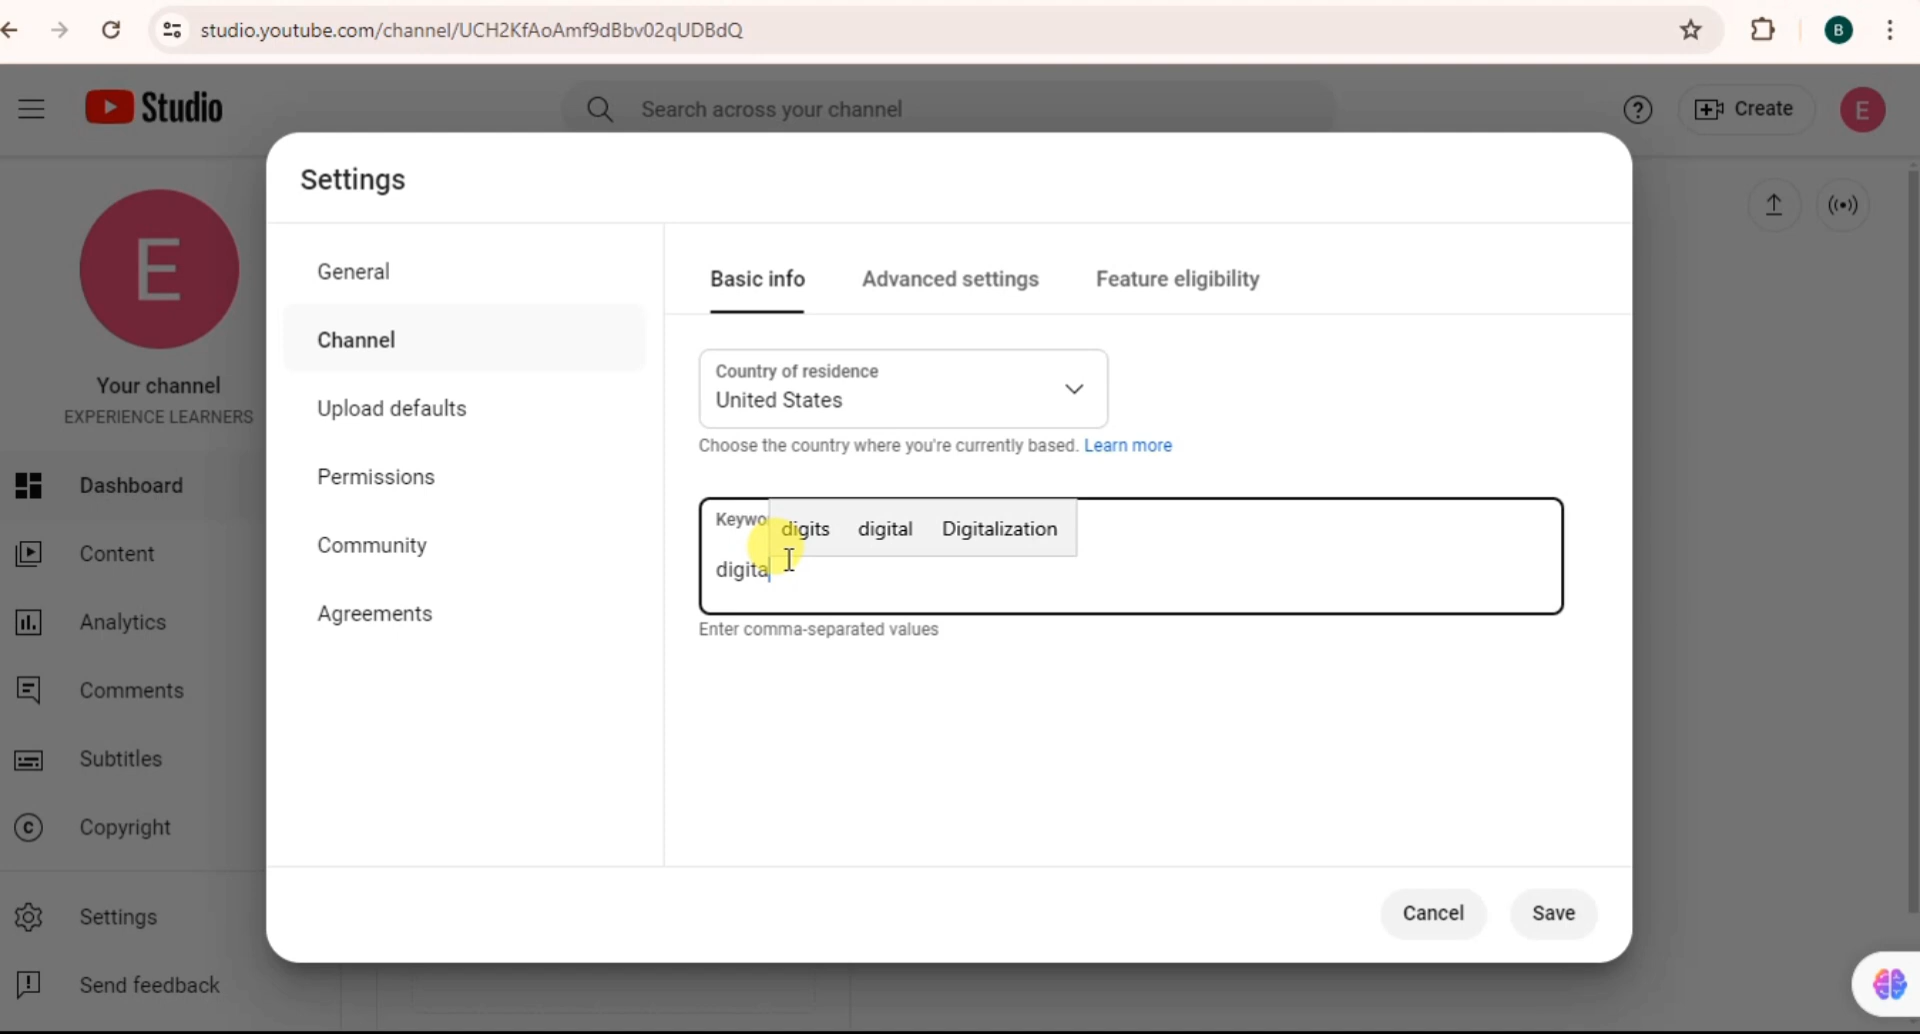 studio.youtube.com/channel/UCH2KfAoAmf9dBbv02qUDBdQ
B
Studio
Search across your channel
?
Create
E
Settings
E
Your channel
EXPERIENCE LEARNERS
Dashboard
Content
Analytics
Comments
Subtitles
Copyright
Settings
Send feedback
General
Channel
Upload defaults
Permissions
Community
Agreements
Basic info
Advanced settings
Feature eligibility
Country of residence
United States
Choose the country where you're currently based. Learn more
Keywo
digits digital Digitalization
digita
Enter comma-separated values
Cancel
Save